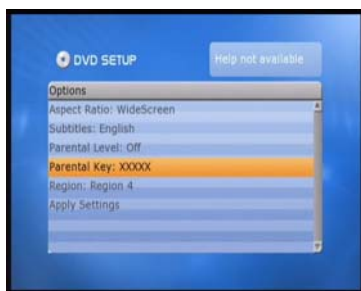 DVD SETUP
Help not available
Options
Aspect Ratio: WideScreen
Subtitles: English
Parental Level: Off
Parental Key: XXXXX
Region: Region 4
Apply Settings